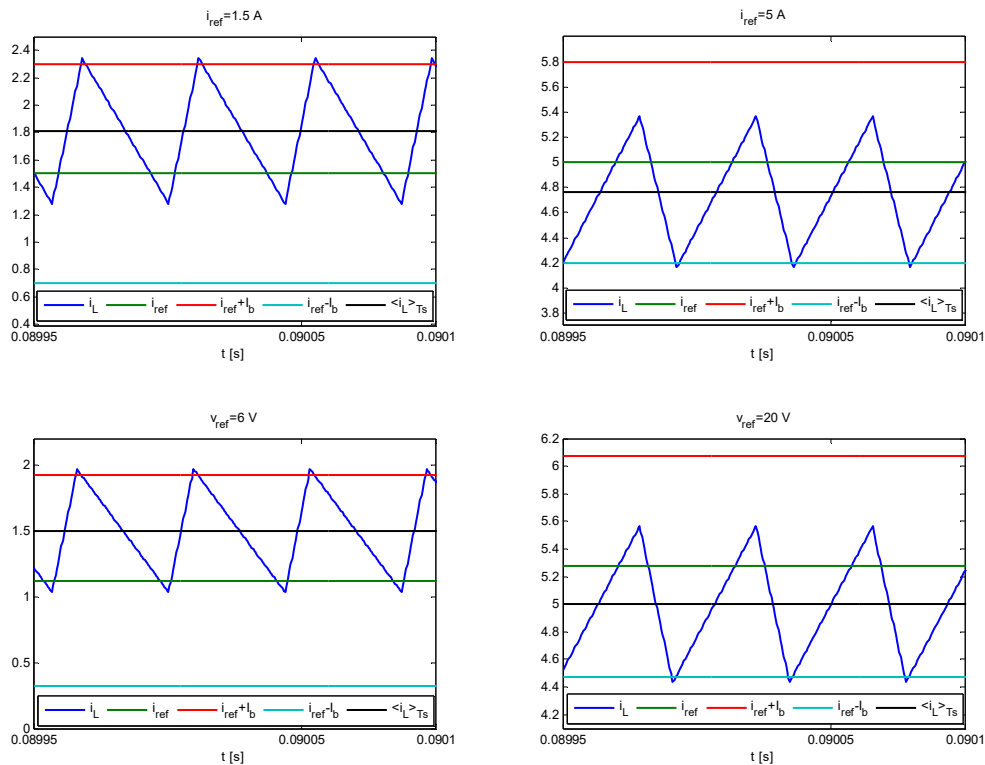 i_ref=1.5 A
2.4
2.2
2
1.8
1.6
1.4
1.2
1
0.8
0.6
0.4
i_L i_ref i_ref+I_b i_ref-I_b <i_L>_Ts
0.08995 0.09005 0.0901
t [s]
i_ref=5 A
5.8
5.6
5.4
5.2
5
4.8
4.6
4.4
4.2
4
3.8
i_L i_ref i_ref+I_b i_ref-I_b <i_L>_Ts
0.08995 0.09005 0.0901
t [s]
v_ref=6 V
2
1.5
1
0.5
0
i_L i_ref i_ref+I_b i_ref-I_b <i_L>_Ts
0.08995 0.09005 0.0901
t [s]
v_ref=20 V
6.2
6
5.8
5.6
5.4
5.2
5
4.8
4.6
4.4
4.2
i_L i_ref i_ref+I_b i_ref-I_b <i_L>_Ts
0.08995 0.09005 0.0901
t [s]